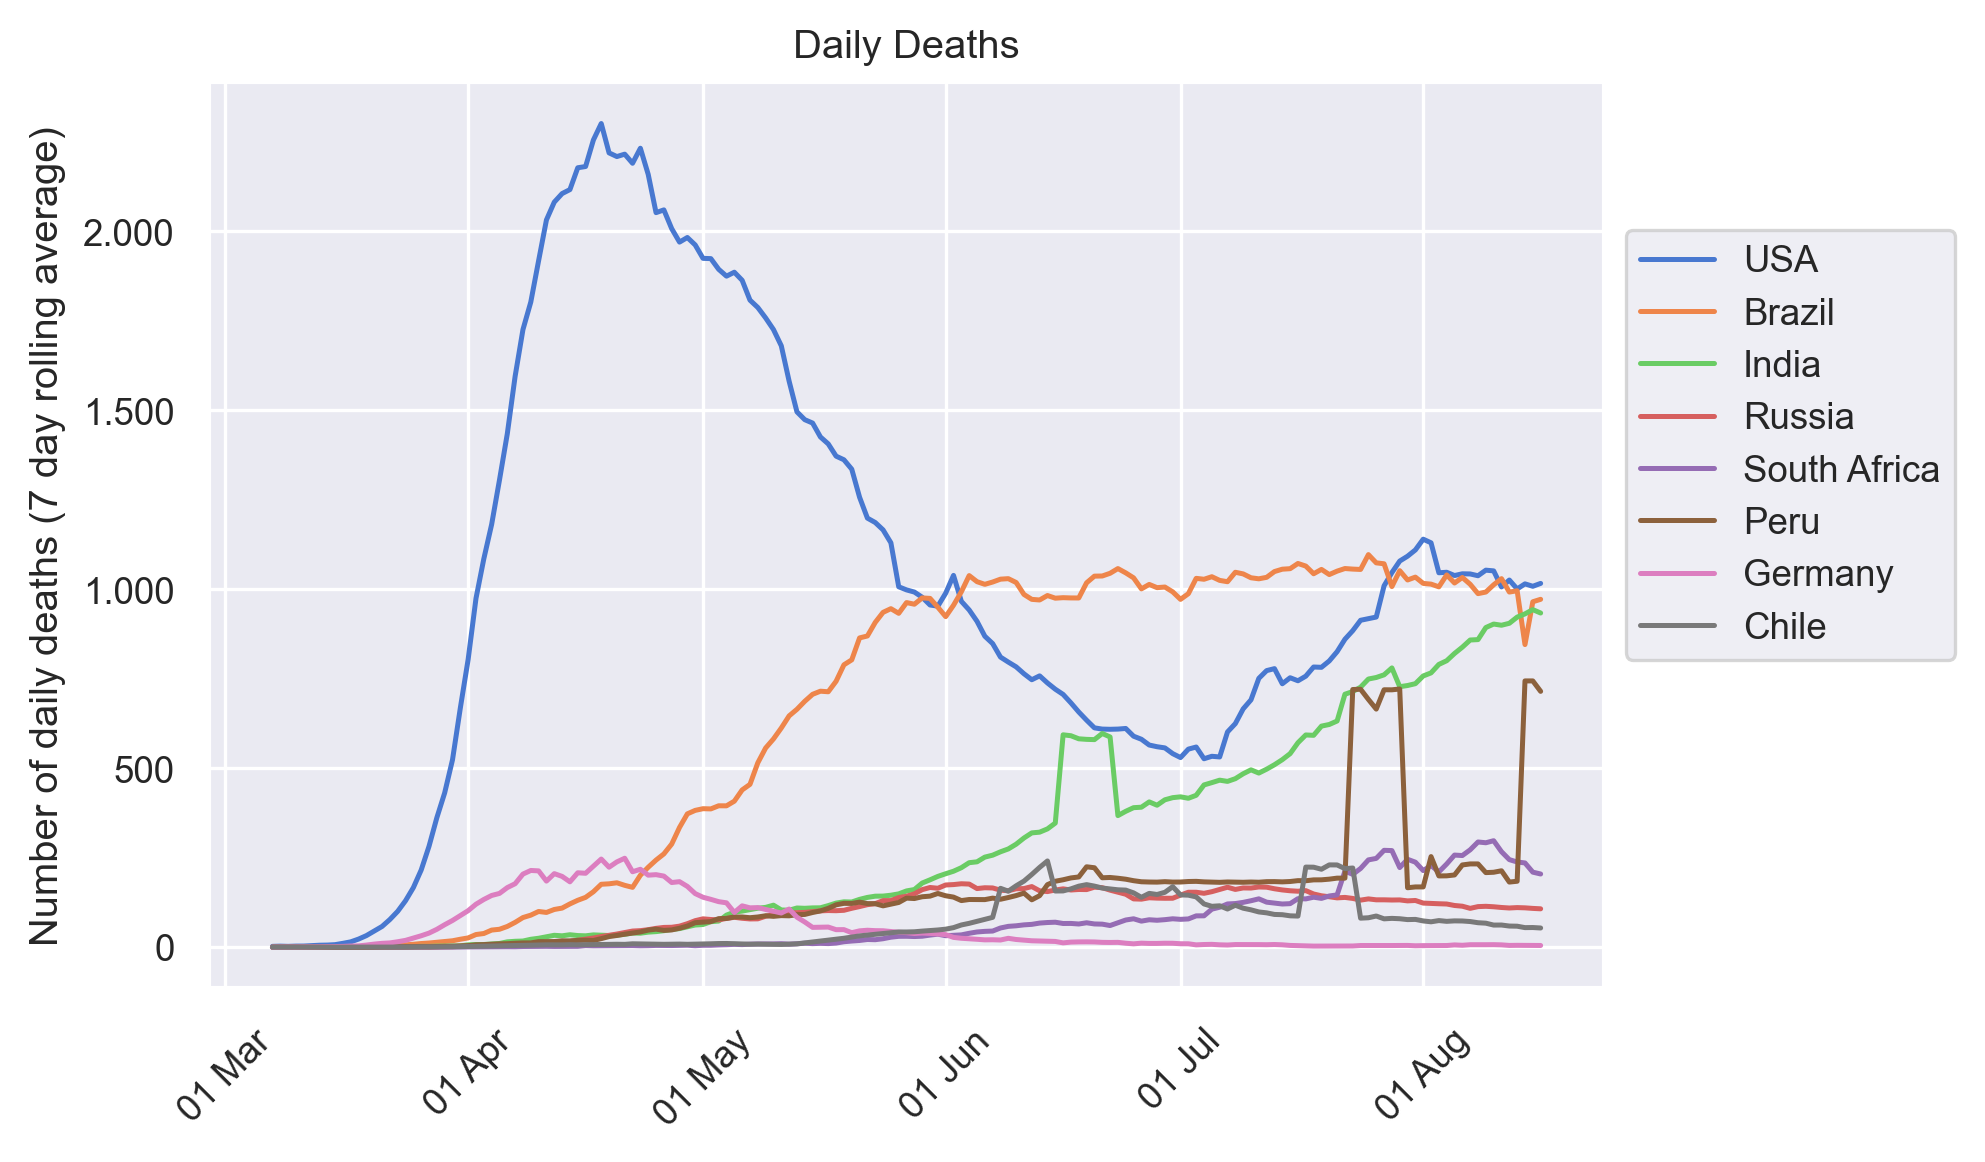 Daily Deaths
Number of daily deaths (7 day rolling average)
2.000
1.500
1.000
500
0
01 Mar
01 Apr
01 May
01 Jun
01 Jul
01 Aug
USA
Brazil
India
Russia
South Africa
Peru
Germany
Chile